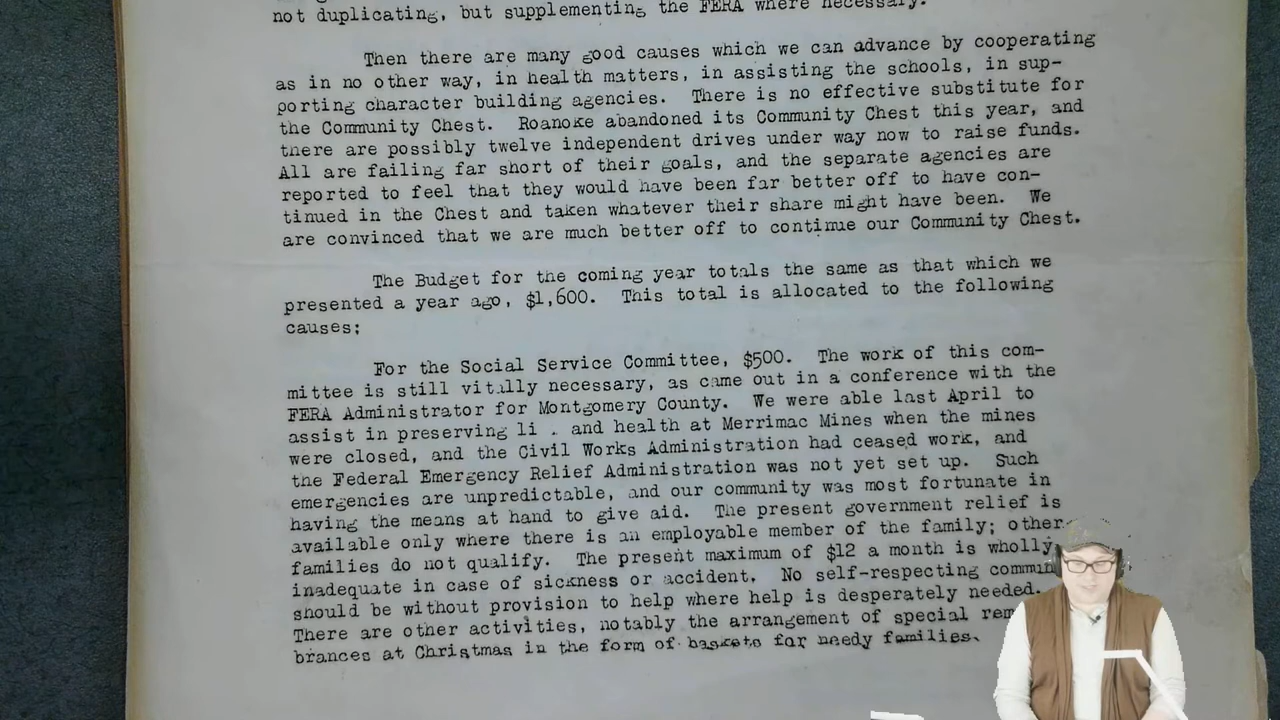 not duplicating, but supplementing the FERA where necessary.
Then there are many good causes which we can advance by cooperating
as in no other way, in health matters, in assisting the schools, in sup-
porting character building agencies. There is no effective substitute for
the Community Chest. Roanoke abandoned its Community Chest this year, and
there are possibly twelve independent drives under way now to raise funds.
All are failing far short of their goals, and the separate agencies are
reported to feel that they would have been far better off to have con-
tinued in the Chest and taken whatever their share might have been. We
are convinced that we are much better off to continue our Community Chest.
The Budget for the coming year totals the same as that which we
presented a year ago, $1,600. This total is allocated to the following
causes;
For the Social Service Committee, $500. The work of this com-
mittee is still vitally necessary, as came out in a conference with the
FERA Administrator for Montgomery County. We were able last April to
assist in preserving li . and health at Merrimac Mines when the mines
were closed, and the Civil Works Administration had ceased work, and
the Federal Emergency Relief Administration was not yet set up. Such
emergencies are unpredictable, and our community was most fortunate in
having the means at hand to give aid. The present government relief is
available only where there is an employable member of the family; other
families do not qualify. The present maximum of $12 a month is wholly
inadequate in case of sickness or accident. No self-respecting commun
should be without provision to help where help is desperately needed.
There are other activities, notably the arrangement of special rem
brances at Christmas in the form of baskets for needy families.